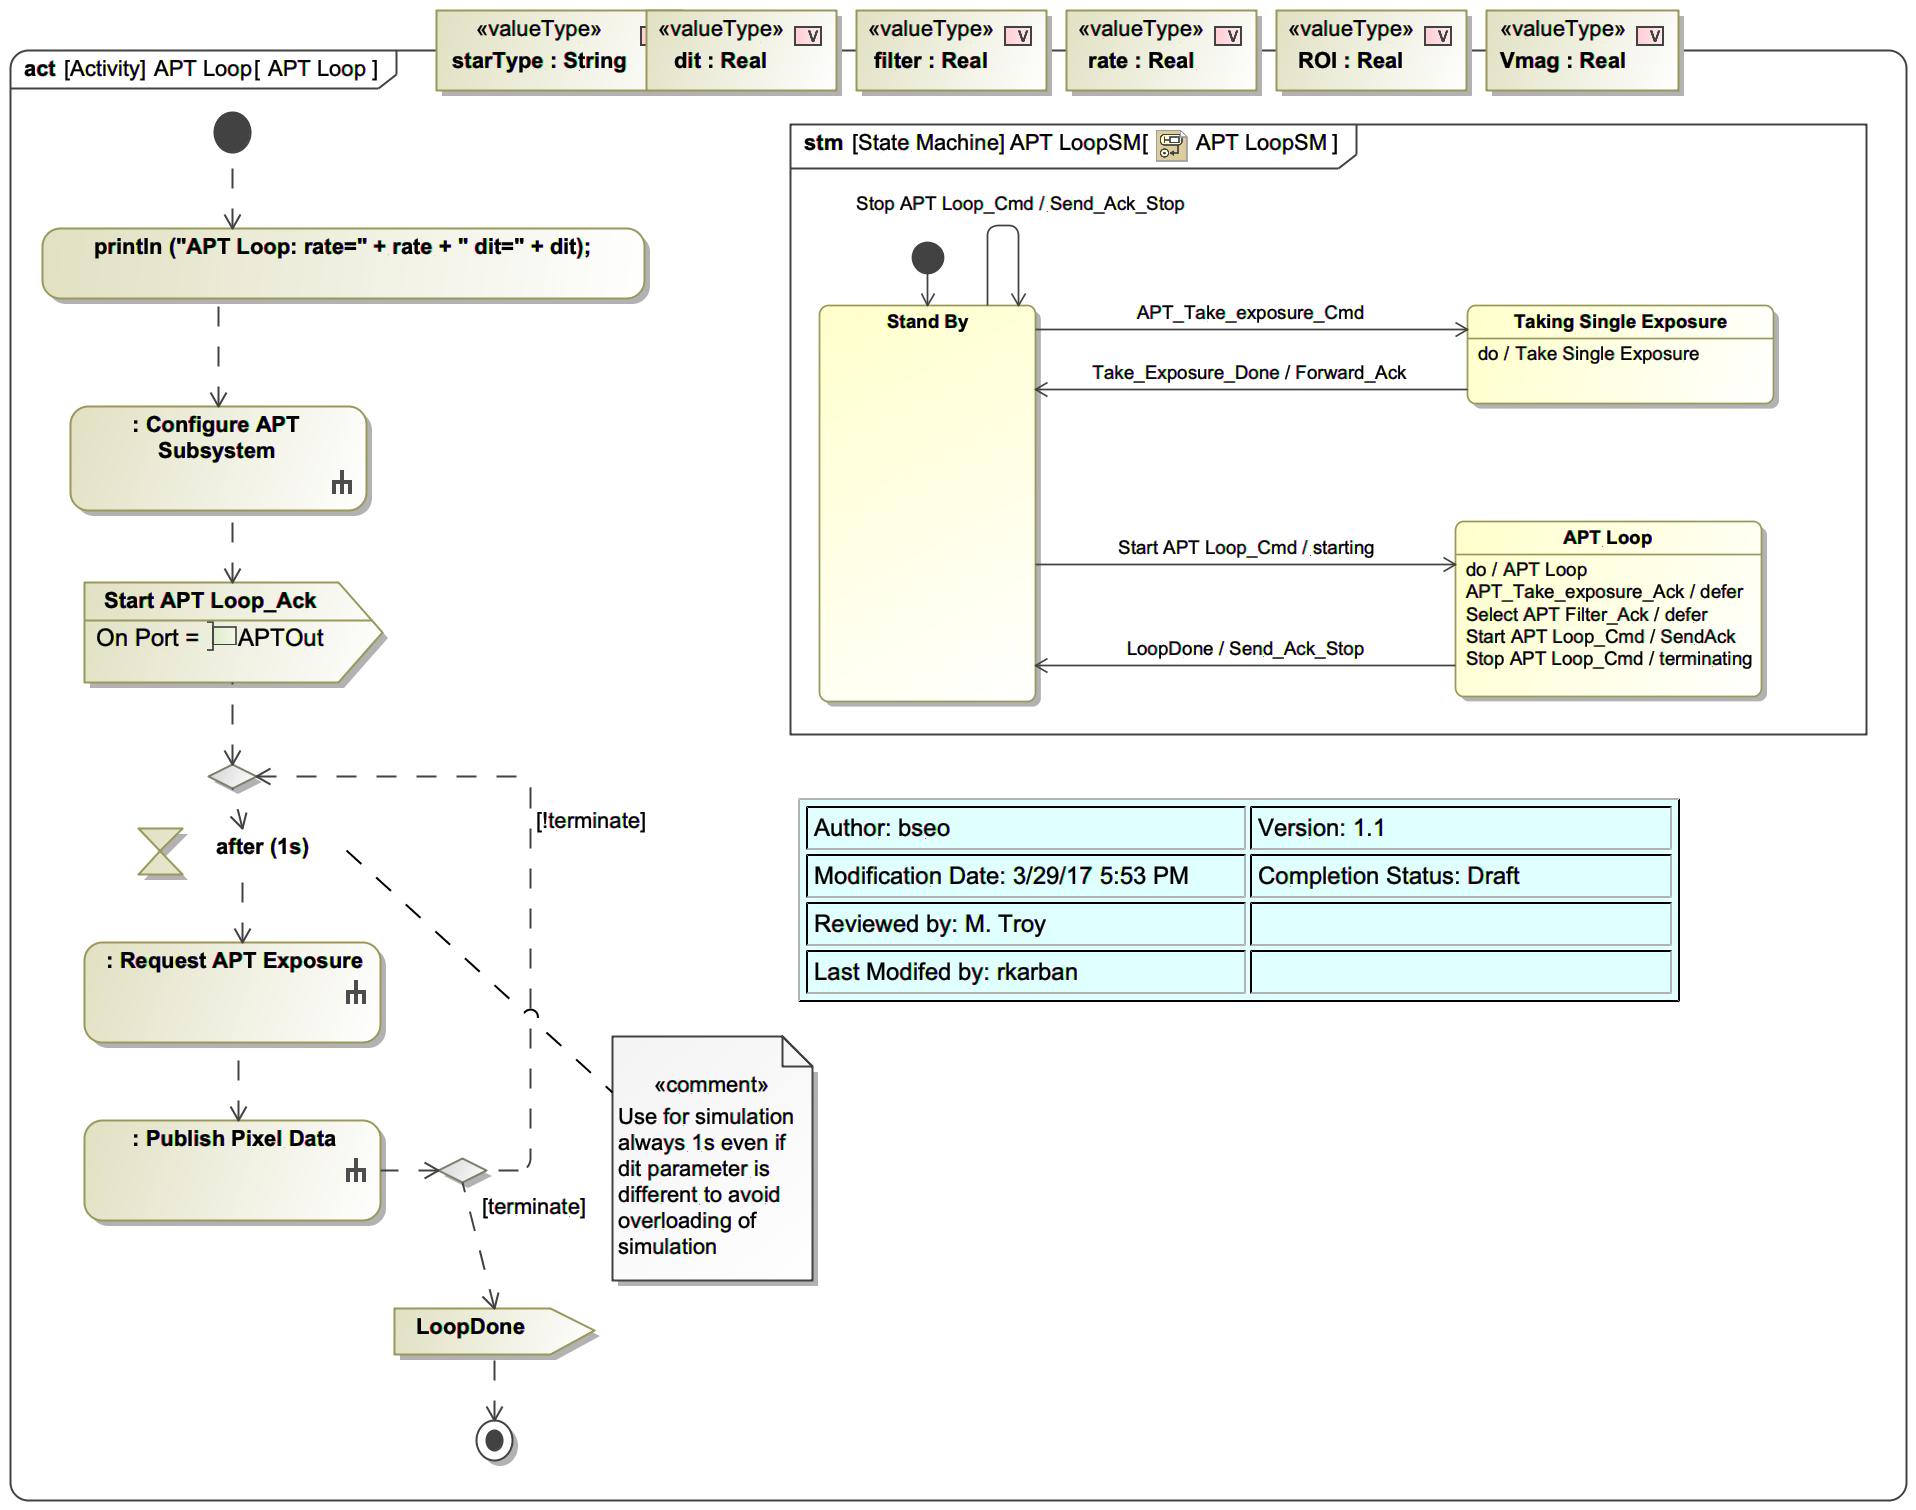 «valueType»
starType : String
«valueType»
V
dit : Real
«valueType»
V
filter : Real
«valueType»
V
rate : Real
«valueType»
V
ROI : Real
«valueType»
V
Vmag : Real
act [Activity] APT Loop[ APT Loop ]
println ("APT Loop: rate=" + rate + " dit=" + dit);
: Configure APT
Subsystem
Start APT Loop_Ack
On Port = APTOut
[!terminate]
after (1s)
: Request APT Exposure
: Publish Pixel Data
[terminate]
«comment»
Use for simulation
always 1s even if
dit parameter is
different to avoid
overloading of
simulation
LoopDone
stm [State Machine] APT LoopSM[ APT LoopSM ]
Stop APT Loop_Cmd / Send_Ack_Stop
Stand By
APT_Take_exposure_Cmd
Taking Single Exposure
do / Take Single Exposure
Take_Exposure_Done / Forward_Ack
Start APT Loop_Cmd / starting
APT Loop
do / APT Loop
APT_Take_exposure_Ack / defer
Select APT Filter_Ack / defer
Start APT Loop_Cmd / SendAck
Stop APT Loop_Cmd / terminating
LoopDone / Send_Ack_Stop
Author: bseo
Version: 1.1
Modification Date: 3/29/17 5:53 PM
Completion Status: Draft
Reviewed by: M. Troy
Last Modifed by: rkarban